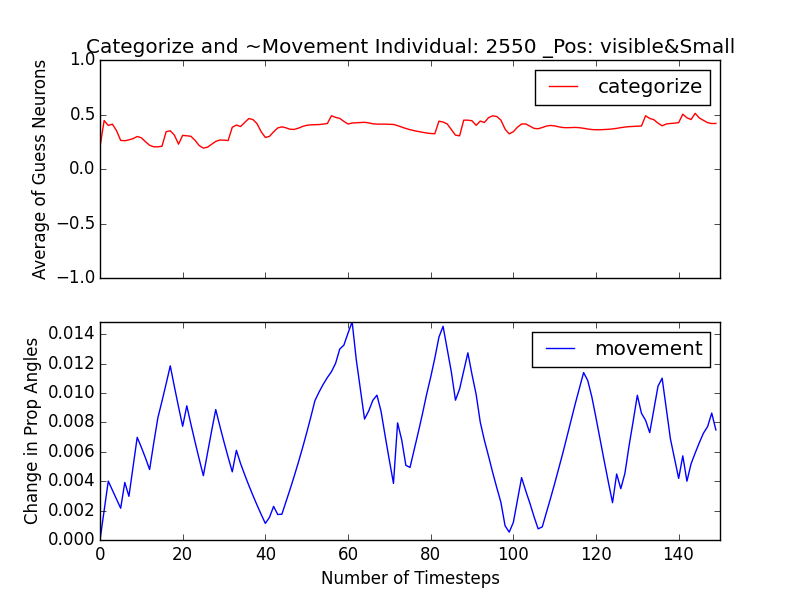 Categorize and ~Movement Individual: 2550 _Pos: visible&Small
Average of Guess Neurons
1.0
0.5
0.0
−0.5
−1.0
categorize
Change in Prop Angles
0.014
0.012
0.010
0.008
0.006
0.004
0.002
0.000
movement
0 20 40 60 80 100 120 140
Number of Timesteps